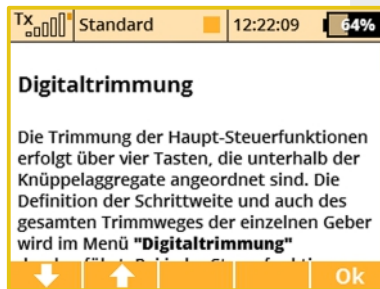 Tx Standard 12:22:09 64%
Digitaltrimmung
Die Trimmung der Haupt-Steuerfunktionen
erfolgt über vier Tasten, die unterhalb der
Knüppelaggregate angeordnet sind. Die
Definition der Schrittweite und auch des
gesamten Trimmweges der einzelnen Geber
wird im Menü "Digitaltrimmung"
Ok